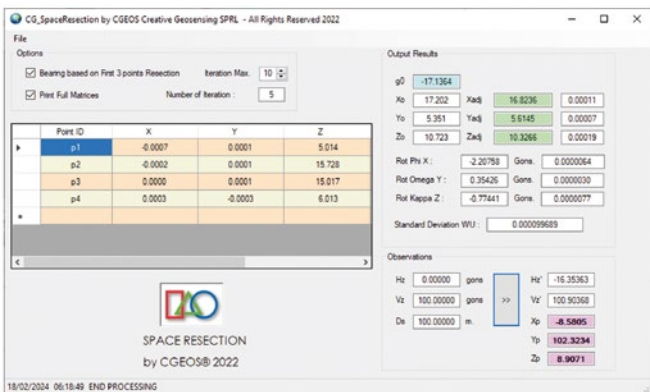 CG_SpaceResection by CGEOS Creative Geosensing SPRL - All Rights Reserved 2022
File
Options
Bearing based on First 3 points Resection Iteration Max. 10
Print Full Matrices Number of Iteration : 5
Point ID X Y Z
p1 -0.0007 0.0001 5.014
p2 -0.0002 0.0001 15.728
p3 0.0000 0.0001 15.017
p4 0.0003 -0.0003 6.013
SPACE RESECTION
by CGEOS® 2022
Output Results
g0 -17.1364
Xo 17.202 Xadj 16.8236 0.00011
Yo 5.351 Yadj 5.6145 0.00007
Zo 10.723 Zadj 10.3266 0.00019
Rot Phi X : -2.20758 Gons. 0.0000064
Rot Omega Y : 0.35426 Gons. 0.0000030
Rot Kappa Z : -0.77441 Gons. 0.0000077
Standard Deviation WU : 0.000099689
Observations
Hz 0.00000 gons >> Hz' -16.35363
Vz 100.00000 gons Vz' 100.90368
Ds 100.00000 m. Xp -8.5805
Yp 102.3234
Zp 8.9071
18/02/2024 06:18:49 END PROCESSING